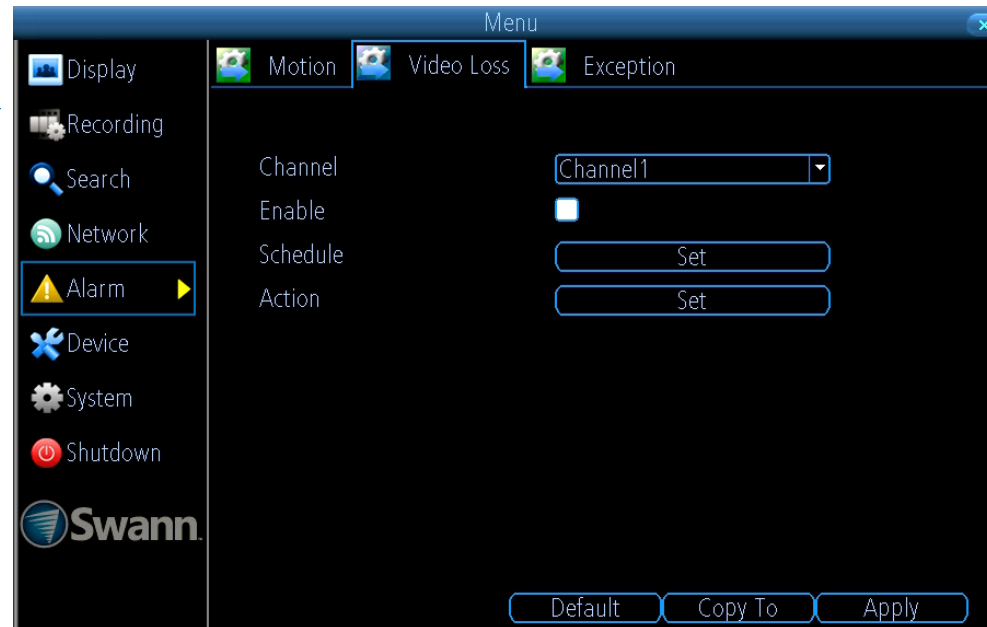 Menu
Display
Recording
Search
Network
Alarm
Device
System
Shutdown
Swann.
Motion
Video Loss
Exception
Channel
Channel1
Enable
Schedule
Set
Action
Set
Default
Copy To
Apply